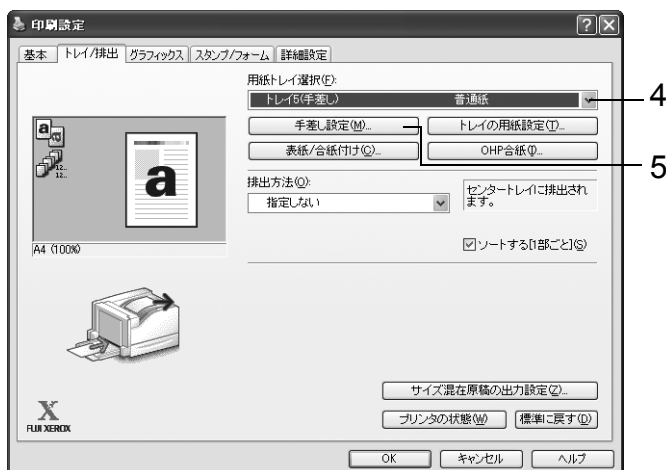 印刷設定
基本 トレイ/排出 グラフィックス スタンプ/フォーム 詳細設定
用紙トレイ選択(F):
トレイ5(手差し) 普通紙
4
手差し設定(M)... トレイの用紙設定(T)...
5
表紙/合紙付け(C)... OHP合紙(I)...
排出方法(O):
指定しない
センタートレイに排出されます。
ソートする[1部ごと](S)
a
12..
12..
a
A4 (100%)
サイズ混在原稿の出力設定(Z)...
プリンタの状態(W) 標準に戻す(D)
X
FUJI XEROX
OK キャンセル ヘルプ